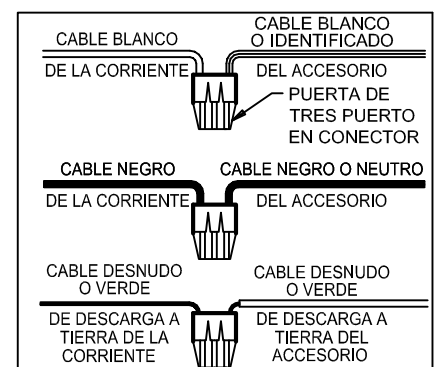 CABLE BLANCO
DE LA CORRIENTE
CABLE BLANCO
O IDENTIFICADO
DEL ACCESORIO
PUERTA DE
TRES PUERTO
EN CONECTOR
CABLE NEGRO
DE LA CORRIENTE
CABLE NEGRO O NEUTRO
DEL ACCESORIO
CABLE DESNUDO
O VERDE
DE DESCARGA A
TIERRA DE LA
CORRIENTE
CABLE DESNUDO
O VERDE
DE DESCARGA A
TIERRA DEL
ACCESORIO